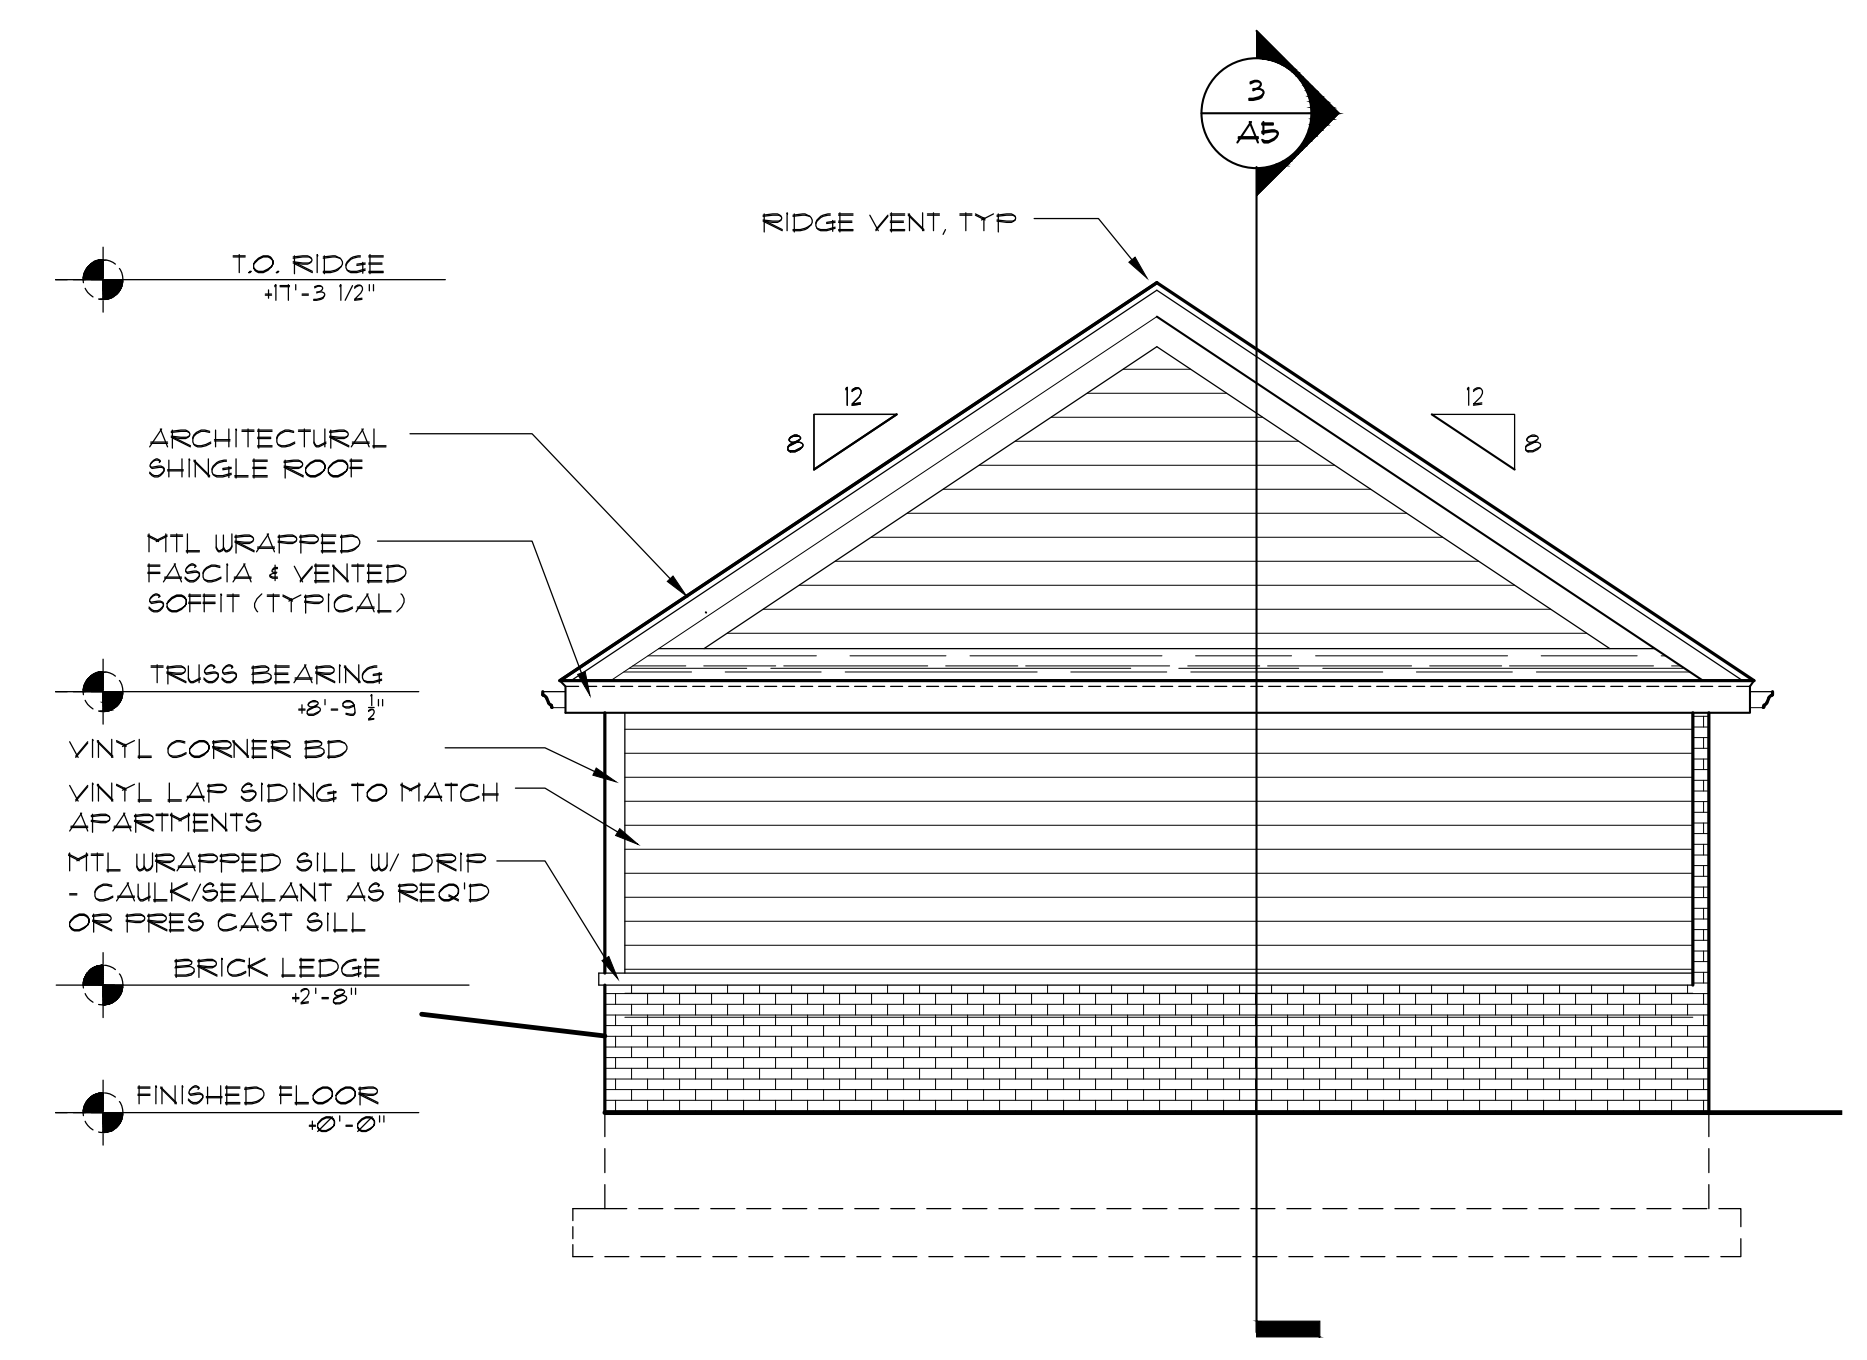 3
A5
RIDGE VENT, TYP
T.O. RIDGE
+17'-3 1/2"
12
8
12
8
ARCHITECTURAL
SHINGLE ROOF
MTL WRAPPED
FASCIA & VENTED
SOFFIT (TYPICAL)
TRUSS BEARING
+8'-9 1/2"
VINYL CORNER BD
VINYL LAP SIDING TO MATCH
APARTMENTS
MTL WRAPPED SILL W/ DRIP
- CAULK/SEALANT AS REQ'D
OR PRES CAST SILL
BRICK LEDGE
+2'-8"
FINISHED FLOOR
+0'-0"